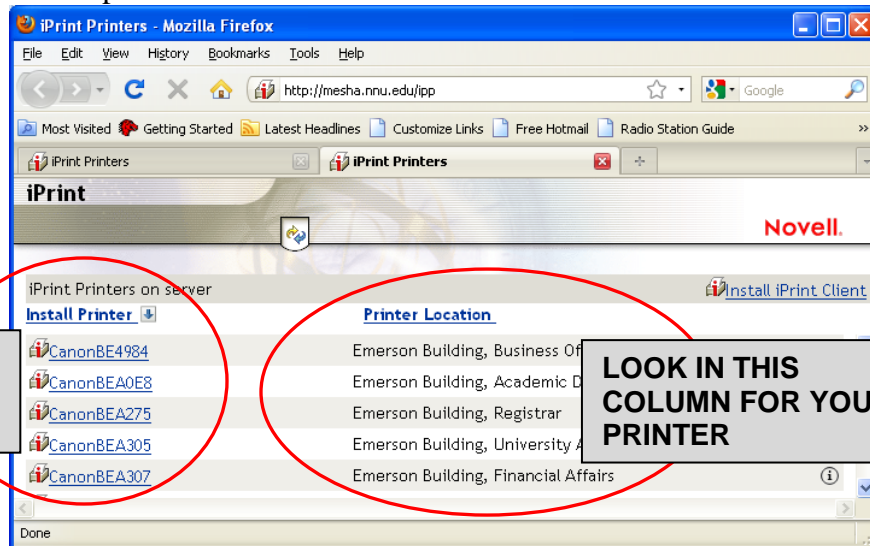 iPrint Printers - Mozilla Firefox
File Edit View History Bookmarks Tools Help
http://mesha.nnu.edu/ipp
Google
Most Visited Getting Started Latest Headlines Customize Links Free Hotmail Radio Station Guide »
iPrint Printers iPrint Printers
iPrint
Novell.
iPrint Printers on server Install iPrint Client
Install Printer Printer Location
CanonBE4984 Emerson Building, Business
CanonBEA0E8 Emerson Building, Academic
CanonBEA275 Emerson Building, Registrar
CanonBEA305 Emerson Building, University
CanonBEA307 Emerson Building, Financial Affairs
LOOK IN THIS
COLUMN FOR YOU
PRINTER
Done